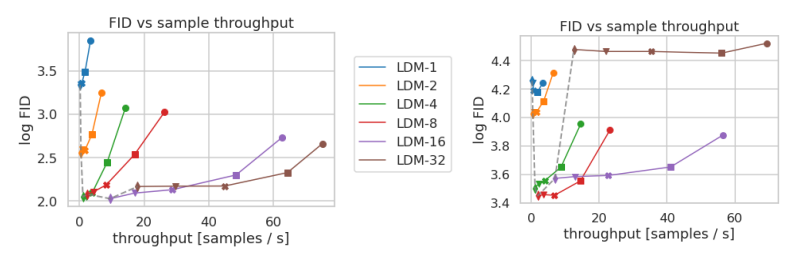 FID vs sample throughput
log FID
3.5
3.0
2.5
2.0
0
20
40
60
throughput [samples / s]
LDM-1
LDM-2
LDM-4
LDM-8
LDM-16
LDM-32
FID vs sample throughput
log FID
4.4
4.2
4.0
3.8
3.6
3.4
0
20
40
60
throughput [samples / s]